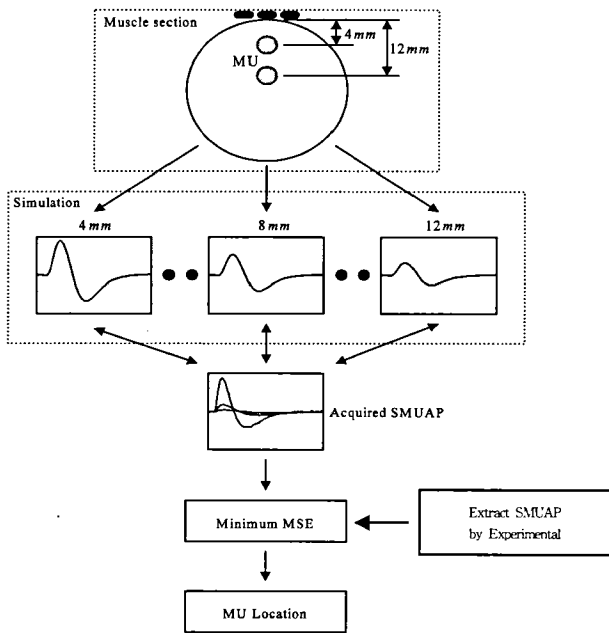 Muscle section
4mm
12mm
MU
Simulation
4mm
8mm
12mm
Acquired SMUAP
Minimum MSE
Extract SMUAP
by Experimental
MU Location